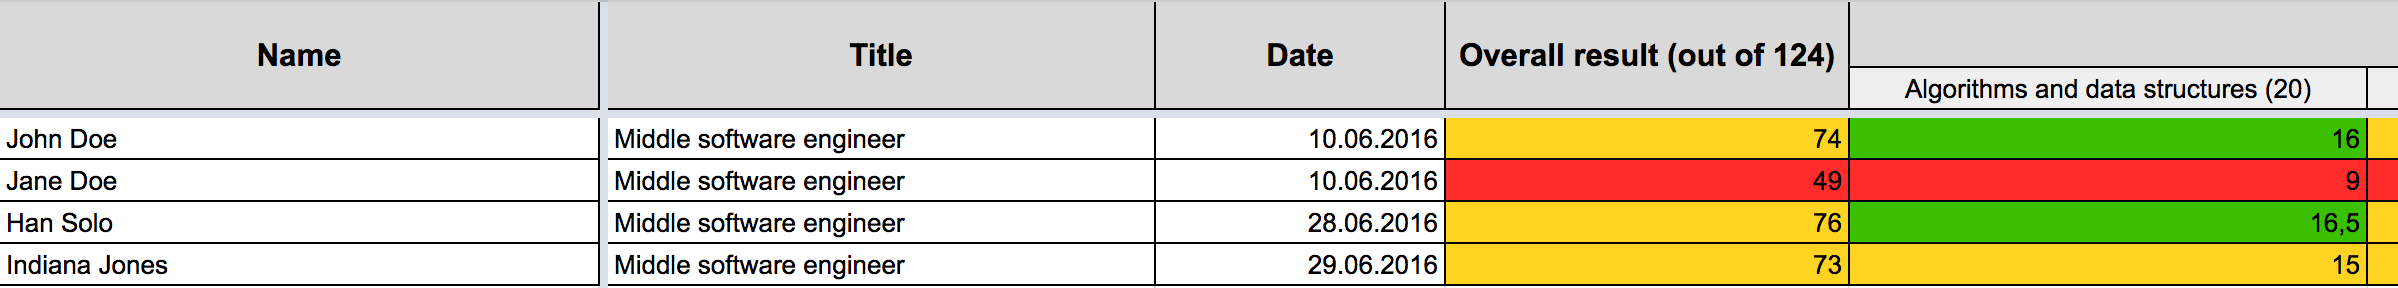 Name Title Date Overall result (out of 124)
Algorithms and data structures (20)
John Doe Middle software engineer 10.06.2016 74 16
Jane Doe Middle software engineer 10.06.2016 49 9
Han Solo Middle software engineer 28.06.2016 76 16,5
Indiana Jones Middle software engineer 29.06.2016 73 15